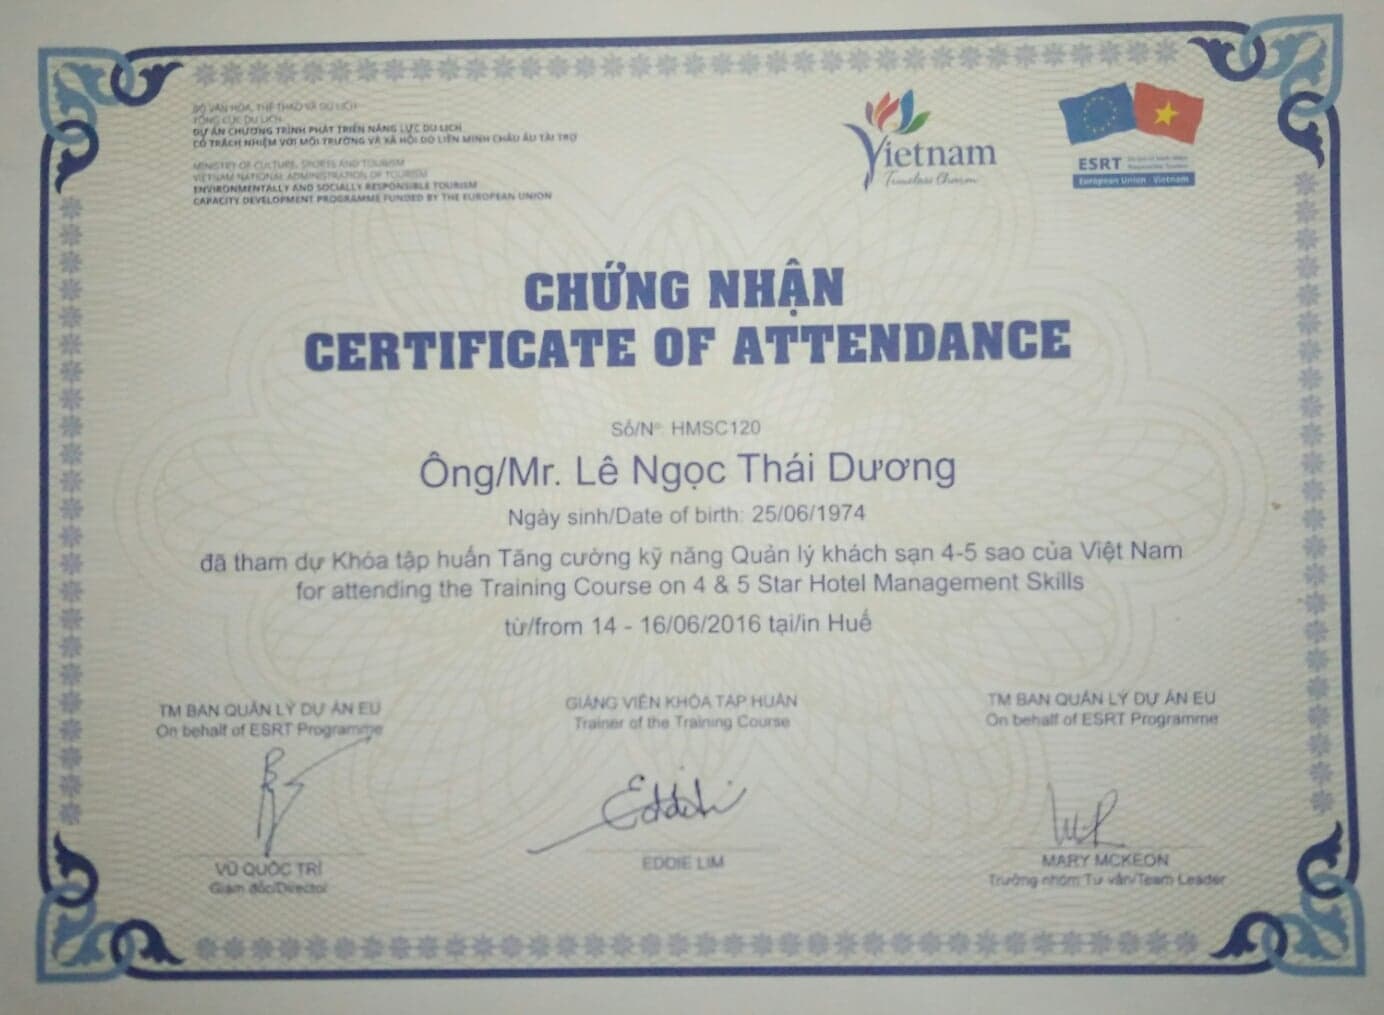 BỘ VĂN HÓA, THỂ THAO VÀ DU LỊCH
TỔNG CỤC DU LỊCH
DỰ ÁN CHƯƠNG TRÌNH PHÁT TRIỂN NĂNG LỰC DU LỊCH
CÓ TRÁCH NHIỆM VỚI MÔI TRƯỜNG VÀ XÃ HỘI DO LIÊN MINH CHÂU ÂU TÀI TRỢ
MINISTRY OF CULTURE, SPORTS AND TOURISM
VIETNAM NATIONAL ADMINISTRATION OF TOURISM
ENVIRONMENTALLY AND SOCIALLY RESPONSIBLE TOURISM
CAPACITY DEVELOPMENT PROGRAMME FUNDED BY THE EUROPEAN UNION
Vietnam
Timeless Charm
ESRT
European Union - Vietnam
CHỨNG NHẬN
CERTIFICATE OF ATTENDANCE
Số/Nº: HMSC120
Ông/Mr. Lê Ngọc Thái Dương
Ngày sinh/Date of birth: 25/06/1974
đã tham dự Khóa tập huấn Tăng cường kỹ năng Quản lý khách sạn 4-5 sao của Việt Nam
for attending the Training Course on 4 & 5 Star Hotel Management Skills
từ/from 14 - 16/06/2016 tại/in Huế
TM BAN QUẢN LÝ DỰ ÁN EU
On behalf of ESRT Programme
VŨ QUỐC TRÍ
Giám đốc/Director
GIẢNG VIÊN KHÓA TẬP HUẤN
Trainer of the Training Course
EDDIE LIM
TM BAN QUẢN LÝ DỰ ÁN EU
On behalf of ESRT Programme
MARY MCKEON
Trưởng nhóm Tư vấn/Team Leader